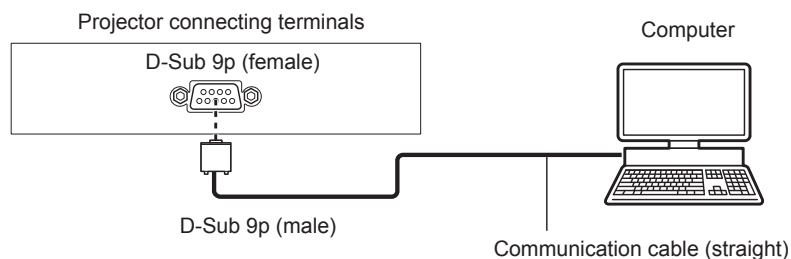 Projector connecting terminals
Computer
D-Sub 9p (female)
D-Sub 9p (male)
Communication cable (straight)